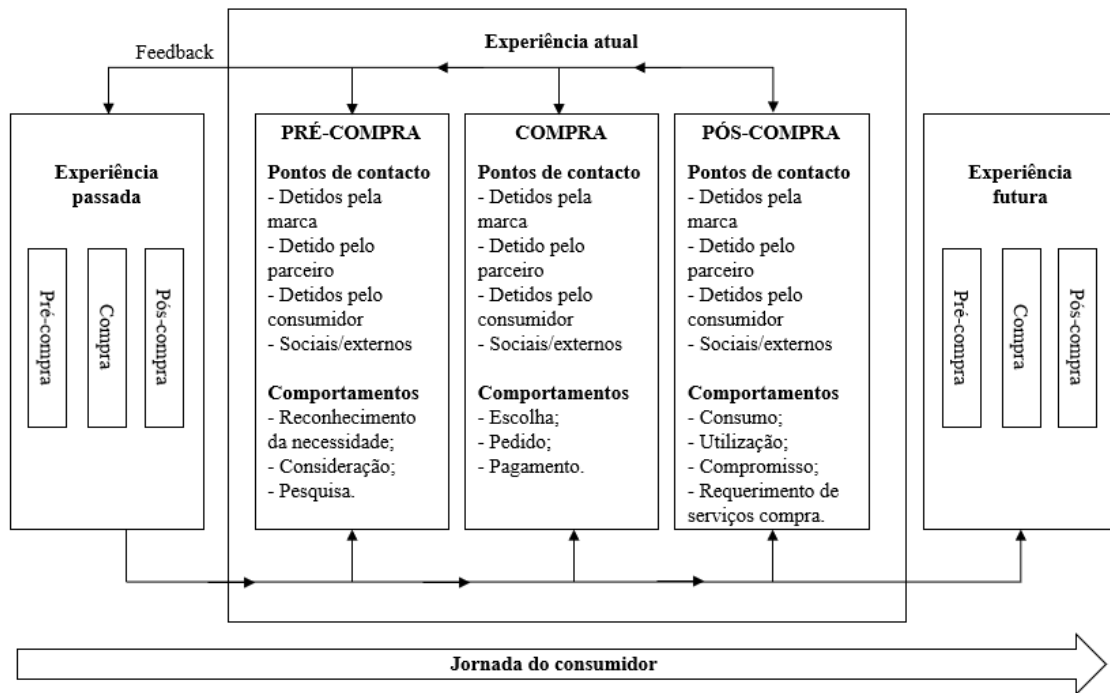 Experiência atual
Feedback
Experiência
passada
Pré-compra
Compra
Pós-compra
PRÉ-COMPRA
Pontos de contacto
- Detidos pela
marca
- Detido pelo
parceiro
- Detidos pelo
consumidor
- Sociais/externos
Comportamentos
- Reconhecimento
da necessidade;
- Consideração;
- Pesquisa.
COMPRA
Pontos de contacto
- Detidos pela
marca
- Detido pelo
parceiro
- Detidos pelo
consumidor
- Sociais/externos
Comportamentos
- Escolha;
- Pedido;
- Pagamento.
PÓS-COMPRA
Pontos de contacto
- Detidos pela
marca
- Detido pelo
parceiro
- Detidos pelo
consumidor
- Sociais/externos
Comportamentos
- Consumo;
- Utilização;
- Compromisso;
- Requerimento de
serviços compra.
Experiência
futura
Pré-compra
Compra
Pós-compra
Jornada do consumidor